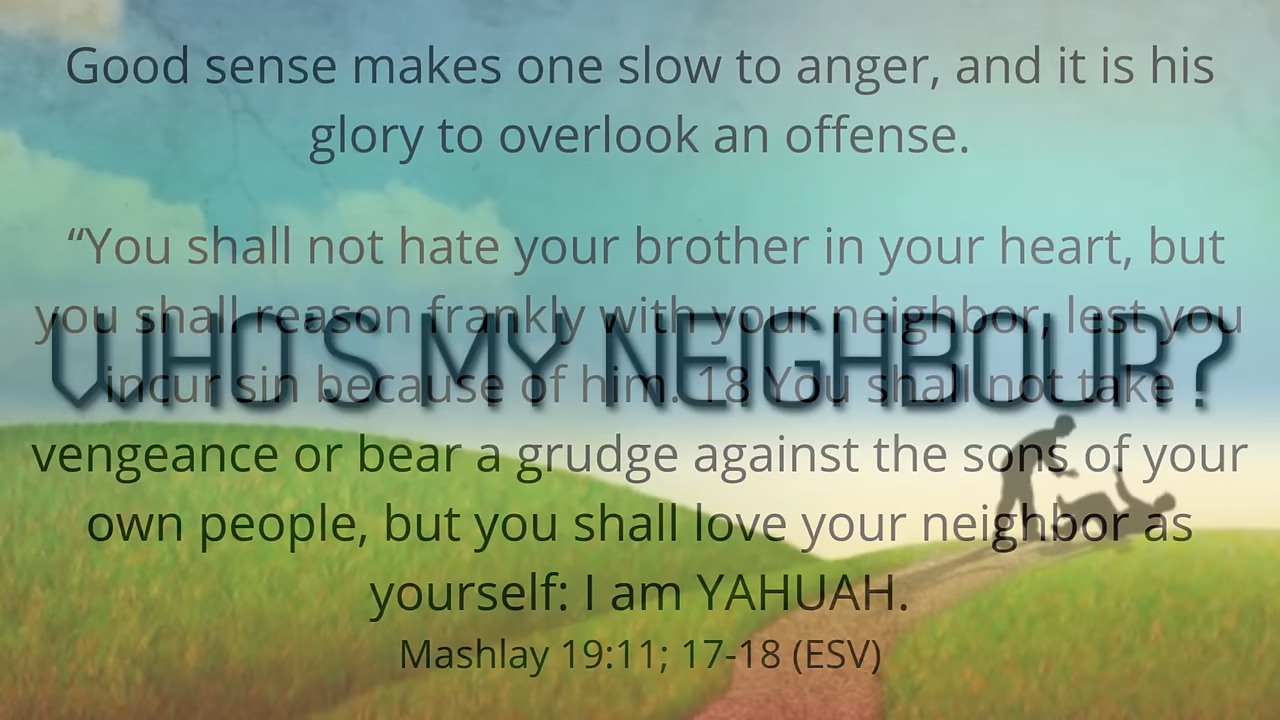 Good sense makes one slow to anger, and it is his
glory to overlook an offense.
“You shall not hate your brother in your heart, but
you shall reason frankly with your neighbor, lest you
WHO'S MY NEIGHBOUR?
incur sin because of him. 18 You shall not take
vengeance or bear a grudge against the sons of your
own people, but you shall love your neighbor as
yourself: I am YAHUAH.
Mashlay 19:11; 17-18 (ESV)